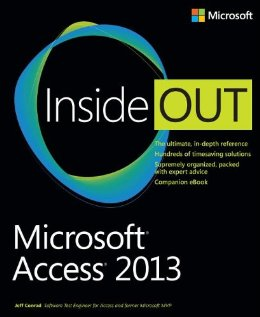 Microsoft
Inside OUT
The ultimate, in-depth reference
Hundreds of timesaving solutions
Supremely organized, packed
with expert advice
Companion eBook
Microsoft®
Access® 2013
Jeff Conrad Software Test Engineer for Access and former Microsoft MVP